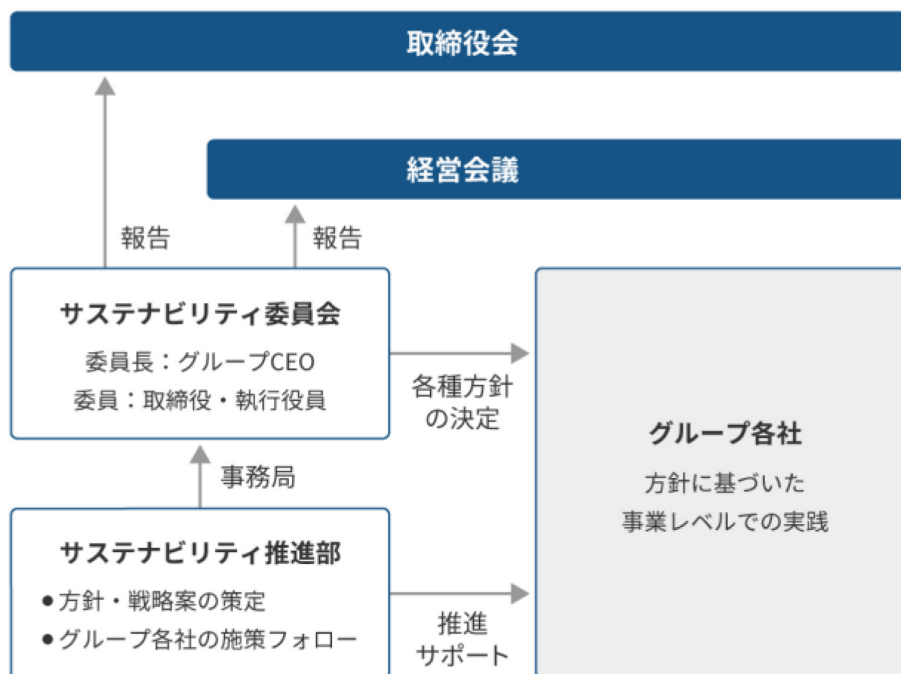 取締役会
経営会議
報告
報告
サステナビリティ委員会
委員長：グループCEO
委員：取締役・執行役員
各種方針
の決定
事務局
サステナビリティ推進部
●方針・戦略案の策定
●グループ各社の施策フォロー
推進
サポート
グループ各社
方針に基づいた
事業レベルでの実践